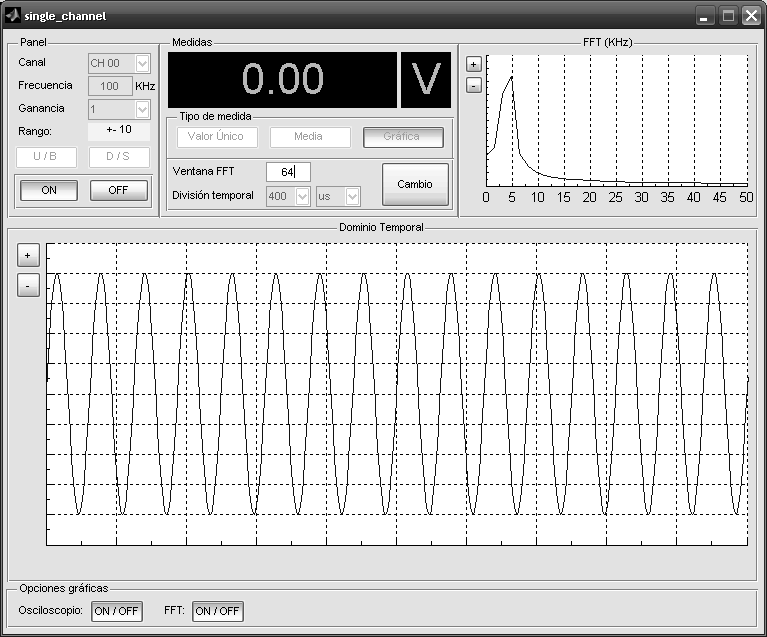 single_channel
Panel
Canal CH 00
Frecuencia 100 KHz
Ganancia 1
Rango: +- 10
U / B D / S
ON OFF
Medidas
0.00 V
Tipo de medida
Valor Único Media Gráfica
Ventana FFT 64
División temporal 400 us
Cambio
FFT (KHz)
+
-
0 5 10 15 20 25 30 35 40 45 50
Dominio Temporal
+
-
Opciones gráficas
Osciloscopio: ON / OFF FFT: ON / OFF